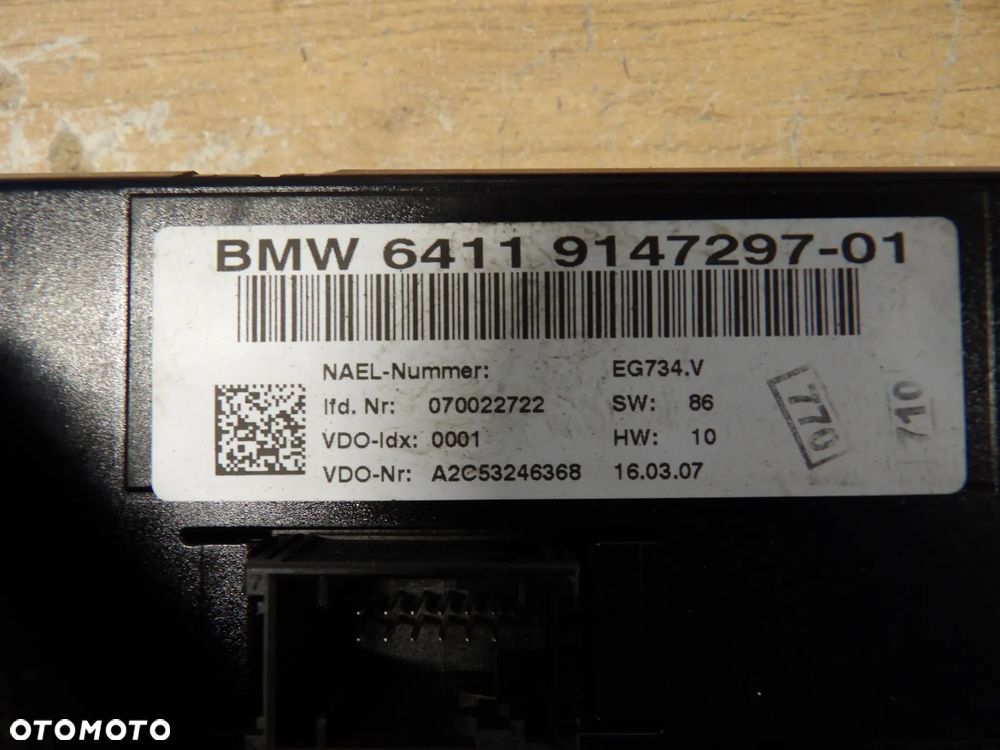 BMW 6411 9147297-01
NAEL-Nummer: EG734.V
lfd. Nr: 070022722 SW: 86
VDO-Idx: 0001 HW: 10
VDO-Nr: A2C53246368 16.03.07
770
710
OTOMOTO